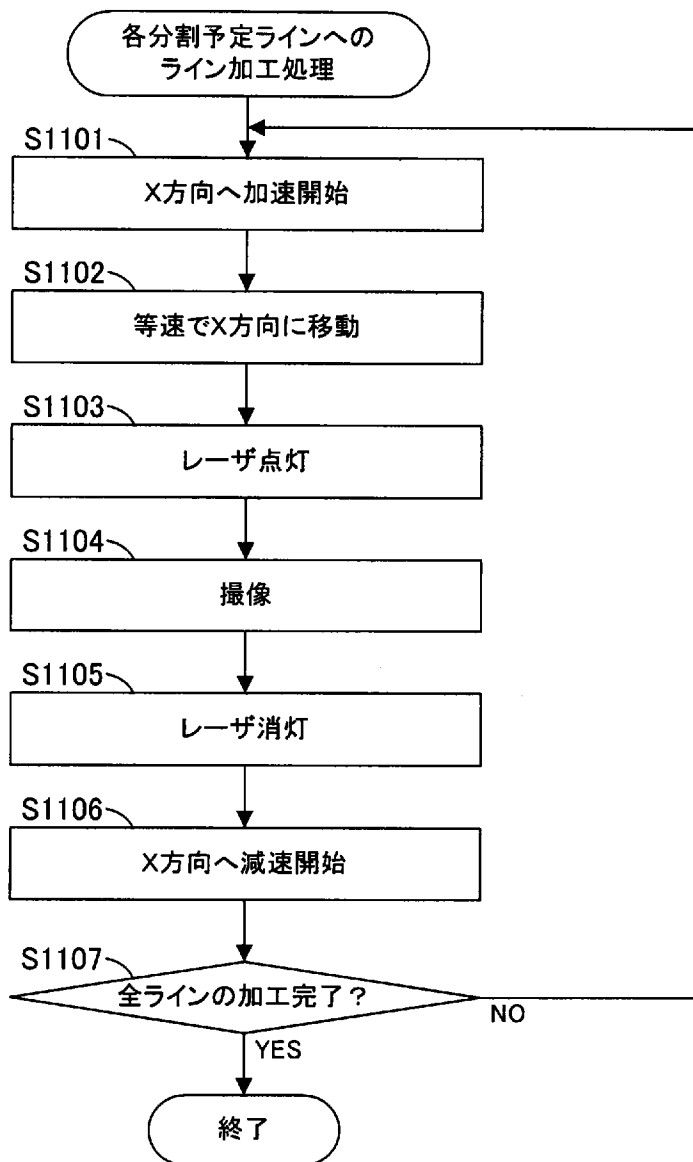 各分割予定ラインへの
ライン加工処理
S1101
X方向へ加速開始
S1102
等速でX方向に移動
S1103
レーザ点灯
S1104
撮像
S1105
レーザ消灯
S1106
X方向へ減速開始
S1107
全ラインの加工完了?
NO
YES
終了